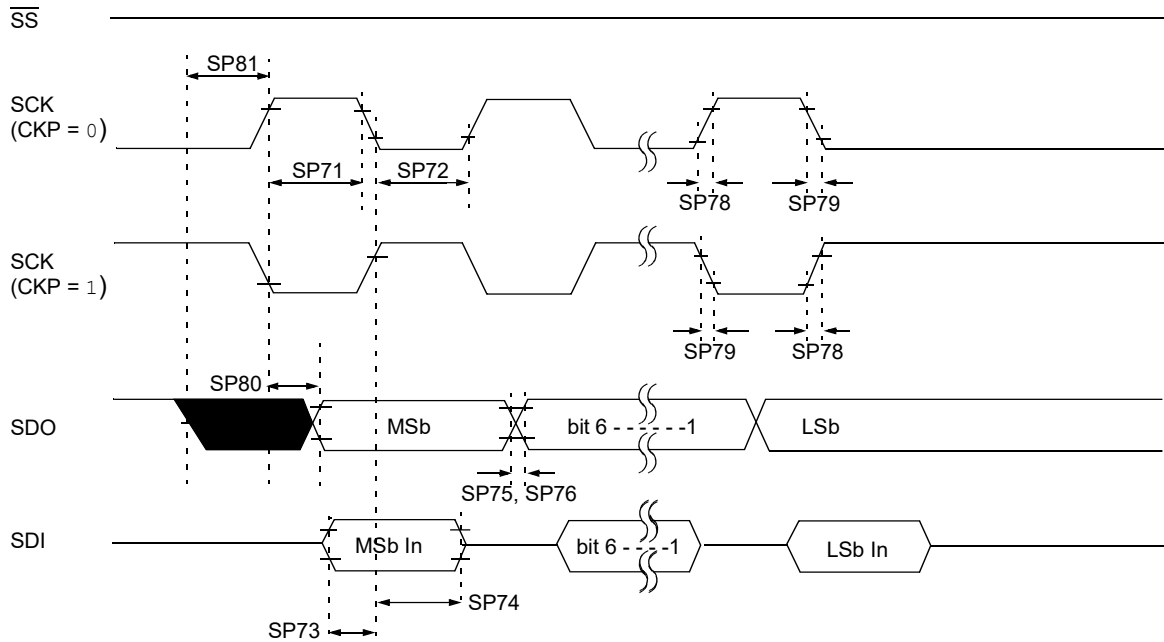 SS
SP81
SCK
(CKP = 0)
SP71
SP72
SP78
SP79
SCK
(CKP = 1)
SP79
SP78
SP80
SDO
MSb
bit 6 - - - - - - -1
LSb
SP75, SP76
SDI
MSb In
bit 6 - - - - -1
LSb In
SP74
SP73